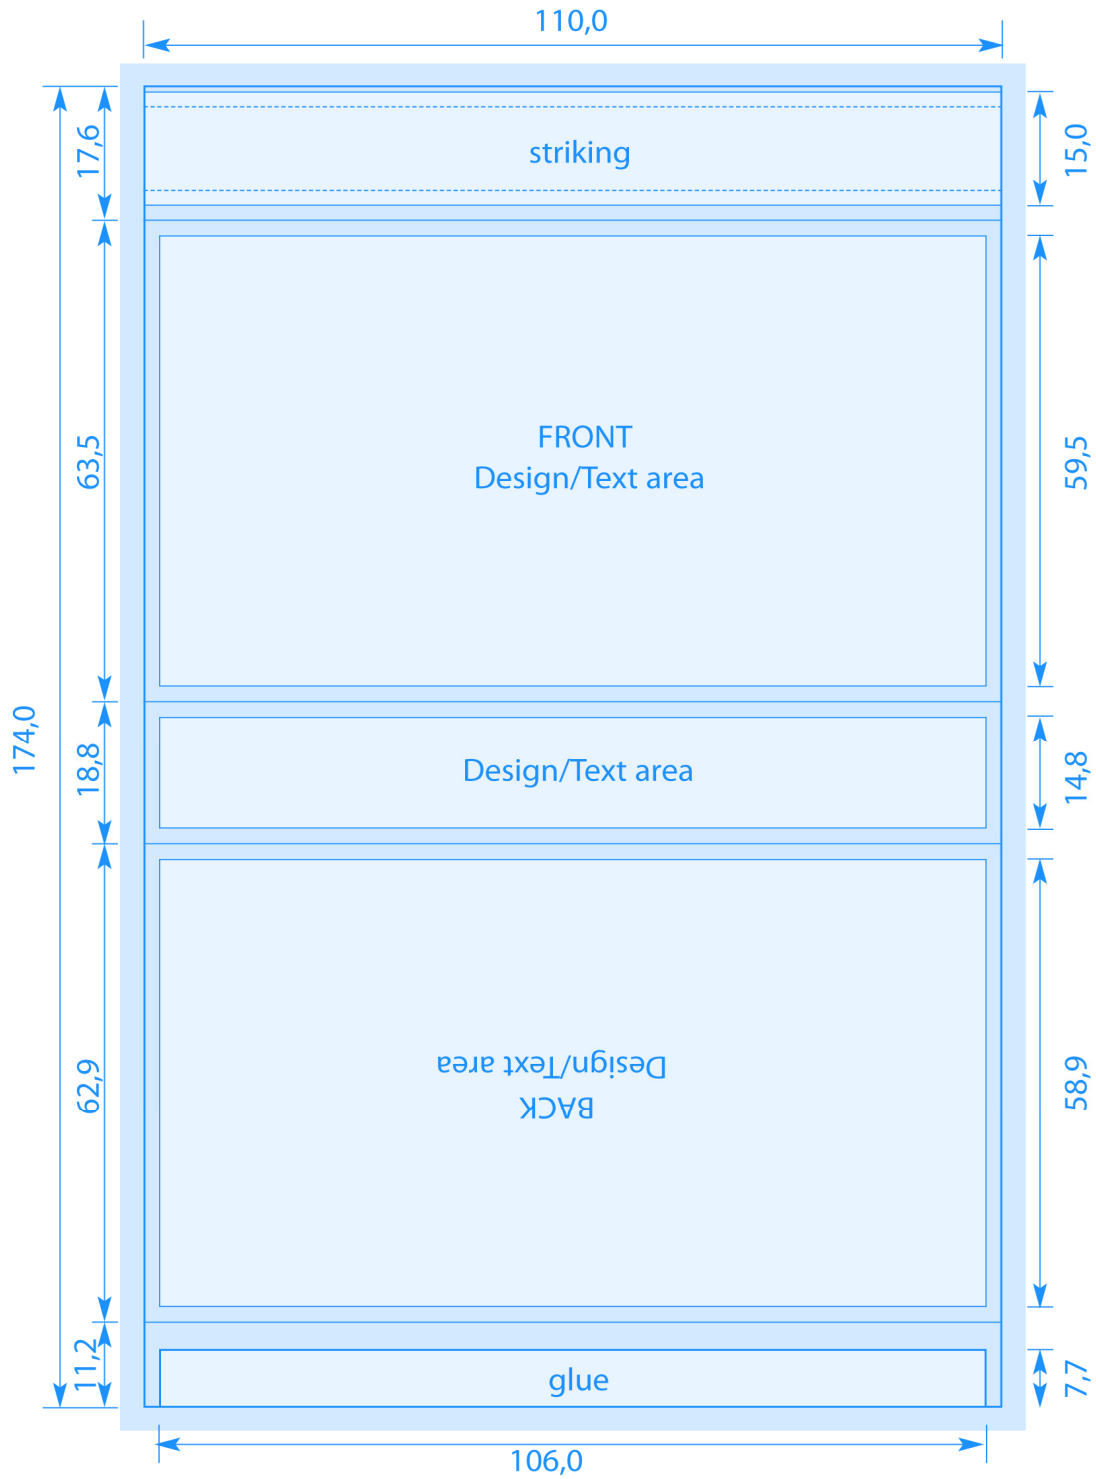 110,0
17,6
15,0
striking
63,5
59,5
FRONT
Design/Text area
174,0
18,8
14,8
Design/Text area
62,9
58,9
BACK
Design/Text area
11,2
7,7
glue
106,0